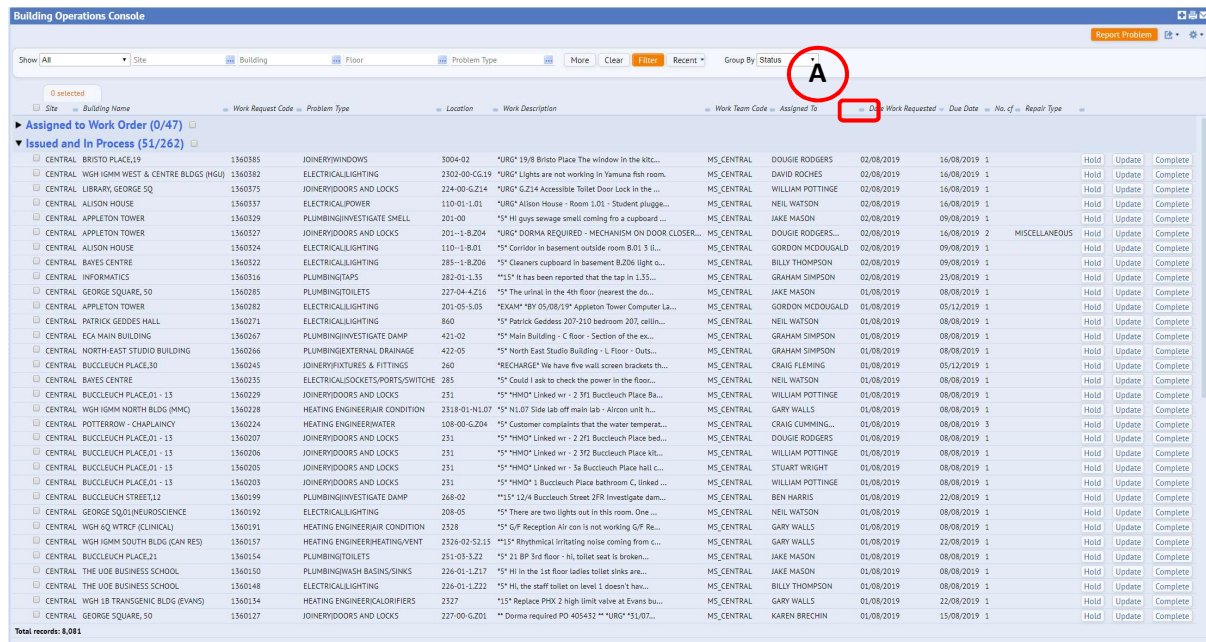 Building Operations Console
Report Problem
Show All Site Building Floor Problem Type More Clear Filter Recent Group By Status
A
0 selected
Site Building Name Work Request Code Problem Type Location Work Description Work Team Code Assigned To Date Work Requested Due Date No. of Repair Type
Assigned to Work Order (0/47)
Issued and In Process (51/262)
CENTRAL BRISTO PLACE,19 1360385 JOINERY|WINDOWS 3004-02 *URG* 19/8 Bristo Place The window in the kitc... MS_CENTRAL DOUGIE RODGERS 02/08/2019 16/08/2019 1 Hold Update Complete
CENTRAL WGH IGMM WEST & CENTRE BLDGS (HGU) 1360382 ELECTRICAL|LIGHTING 2302-00-CG.19 *URG* Lights are not working in Yamuna fish room. MS_CENTRAL DAVID ROCHES 02/08/2019 16/08/2019 1 Hold Update Complete
CENTRAL LIBRARY, GEORGE SQ 1360375 JOINERY|DOORS AND LOCKS 224-00-G.Z14 *URG* G.Z14 Accessible Toilet Door Lock in the ... MS_CENTRAL WILLIAM POTTINGE 02/08/2019 16/08/2019 1 Hold Update Complete
CENTRAL ALISON HOUSE 1360337 ELECTRICAL|POWER 110-01-1.01 *URG* Alison House - Room 1.01 - Student plugge... MS_CENTRAL NEIL WATSON 02/08/2019 16/08/2019 1 Hold Update Complete
CENTRAL APPLETON TOWER 1360329 PLUMBING|INVESTIGATE SMELL 201-00 *5* Hi guys sewage smell coming fro a cupboard ... MS_CENTRAL JAKE MASON 02/08/2019 09/08/2019 1 Hold Update Complete
CENTRAL APPLETON TOWER 1360327 JOINERY|DOORS AND LOCKS 201--1-B.Z04 *URG* DORMA REQUIRED - MECHANISM ON DOOR CLOSER... MS_CENTRAL DOUGIE RODGERS... 02/08/2019 16/08/2019 2 MISCELLANEOUS Hold Update Complete
CENTRAL ALISON HOUSE 1360324 ELECTRICAL|LIGHTING 110--1-B.01 *5* Corridor in basement outside room B.01 3 li... MS_CENTRAL GORDON MCDOUGALD 02/08/2019 09/08/2019 1 Hold Update Complete
CENTRAL BAYES CENTRE 1360322 ELECTRICAL|LIGHTING 285--1-B.Z06 *5* Cleaners cupboard in basement B.Z06 light o... MS_CENTRAL BILLY THOMPSON 02/08/2019 09/08/2019 1 Hold Update Complete
CENTRAL INFORMATICS 1360316 PLUMBING|TAPS 282-01-1.35 **15* It has been reported that the tap in 1.35... MS_CENTRAL GRAHAM SIMPSON 02/08/2019 23/08/2019 1 Hold Update Complete
CENTRAL GEORGE SQUARE, 50 1360285 PLUMBING|TOILETS 227-04-4.Z16 *5* The urinal in the 4th floor (nearest the do... MS_CENTRAL JAKE MASON 01/08/2019 08/08/2019 1 Hold Update Complete
CENTRAL APPLETON TOWER 1360282 ELECTRICAL|LIGHTING 201-05-5.05 *EXAM* *BY 05/08/19* Appleton Tower Computer La... MS_CENTRAL GORDON MCDOUGALD 01/08/2019 05/12/2019 1 Hold Update Complete
CENTRAL PATRICK GEDDES HALL 1360271 ELECTRICAL|LIGHTING 860 *5* Patrick Geddess 207-210 bedroom 207, ceilin... MS_CENTRAL NEIL WATSON 01/08/2019 08/08/2019 1 Hold Update Complete
CENTRAL ECA MAIN BUILDING 1360267 PLUMBING|INVESTIGATE DAMP 421-02 *5* Main Building - C floor - Section of the ex... MS_CENTRAL GRAHAM SIMPSON 01/08/2019 08/08/2019 1 Hold Update Complete
CENTRAL NORTH-EAST STUDIO BUILDING 1360266 PLUMBING|EXTERNAL DRAINAGE 422-05 *5* North East Studio Building - L Floor - Outs... MS_CENTRAL GRAHAM SIMPSON 01/08/2019 08/08/2019 1 Hold Update Complete
CENTRAL BUCCLEUCH PLACE,30 1360245 JOINERY|FIXTURES & FITTINGS 260 *RECHARGE* We have five wall screen brackets th... MS_CENTRAL CRAIG FLEMING 01/08/2019 05/12/2019 1 Hold Update Complete
CENTRAL BAYES CENTRE 1360235 ELECTRICAL|SOCKETS/PORTS/SWITCHE 285 *5* Could I ask to check the power in the floor... MS_CENTRAL NEIL WATSON 01/08/2019 08/08/2019 1 Hold Update Complete
CENTRAL BUCCLEUCH PLACE,01 - 13 1360229 JOINERY|DOORS AND LOCKS 231 *5* *HMO* Linked wr - 2 3f1 Buccleuch Place Ba... MS_CENTRAL WILLIAM POTTINGE 01/08/2019 08/08/2019 1 Hold Update Complete
CENTRAL WGH IGMM NORTH BLDG (MMC) 1360228 HEATING ENGINEER|AIR CONDITION 2318-01-N1.07 *5* N1.07 Side lab off main lab - Aircon unit h... MS_CENTRAL GARY WALLS 01/08/2019 08/08/2019 1 Hold Update Complete
CENTRAL POTTERROW - CHAPLAINCY 1360224 HEATING ENGINEER|WATER 108-00-G.Z04 *5* Customer complaints that the water temperat... MS_CENTRAL CRAIG CUMMING... 01/08/2019 08/08/2019 3 Hold Update Complete
CENTRAL BUCCLEUCH PLACE,01 - 13 1360207 JOINERY|DOORS AND LOCKS 231 *5* *HMO* Linked wr - 2 2f1 Buccleuch Place bed... MS_CENTRAL DOUGIE RODGERS 01/08/2019 08/08/2019 1 Hold Update Complete
CENTRAL BUCCLEUCH PLACE,01 - 13 1360206 JOINERY|DOORS AND LOCKS 231 *5* *HMO* Linked wr - 2 3f2 Buccleuch Place kit... MS_CENTRAL WILLIAM POTTINGE 01/08/2019 08/08/2019 1 Hold Update Complete
CENTRAL BUCCLEUCH PLACE,01 - 13 1360205 JOINERY|DOORS AND LOCKS 231 *5* *HMO* Linked wr - 3a Buccleuch Place hall c... MS_CENTRAL STUART WRIGHT 01/08/2019 08/08/2019 1 Hold Update Complete
CENTRAL BUCCLEUCH PLACE,01 - 13 1360203 JOINERY|DOORS AND LOCKS 231 *5* *HMO* 1 Buccleuch Place bathroom C, linked ... MS_CENTRAL WILLIAM POTTINGE 01/08/2019 08/08/2019 1 Hold Update Complete
CENTRAL BUCCLEUCH STREET,12 1360199 PLUMBING|INVESTIGATE DAMP 268-02 **15* 12/4 Buccleuch Street 2FR Investigate dam... MS_CENTRAL BEN HARRIS 01/08/2019 22/08/2019 1 Hold Update Complete
CENTRAL GEORGE SQ,01(NEUROSCIENCE 1360192 ELECTRICAL|LIGHTING 208-05 *5* There are two lights out in this room. One ... MS_CENTRAL NEIL WATSON 01/08/2019 08/08/2019 1 Hold Update Complete
CENTRAL WGH 6Q WTRCF (CLINICAL) 1360191 HEATING ENGINEER|AIR CONDITION 2328 *5* G/F Reception Air con is not working G/F Re... MS_CENTRAL GARY WALLS 01/08/2019 08/08/2019 1 Hold Update Complete
CENTRAL WGH IGMM SOUTH BLDG (CAN RES) 1360157 HEATING ENGINEER|HEATING/VENT 2326-02-S2.15 **15* Rhythmical irritating noise coming from c... MS_CENTRAL GARY WALLS 01/08/2019 22/08/2019 1 Hold Update Complete
CENTRAL BUCCLEUCH PLACE,21 1360154 PLUMBING|TOILETS 251-03-3.Z2 *5* 21 BP 3rd floor - hi, toilet seat is broken... MS_CENTRAL JAKE MASON 01/08/2019 08/08/2019 1 Hold Update Complete
CENTRAL THE UOE BUSINESS SCHOOL 1360150 PLUMBING|WASH BASINS/SINKS 226-01-1.Z17 *5* Hi In the 1st floor ladies toilet sinks are... MS_CENTRAL JAKE MASON 01/08/2019 08/08/2019 1 Hold Update Complete
CENTRAL THE UOE BUSINESS SCHOOL 1360148 ELECTRICAL|LIGHTING 226-01-1.Z22 *5* Hi, the staff toilet on level 1 doesn't hav... MS_CENTRAL BILLY THOMPSON 01/08/2019 08/08/2019 1 Hold Update Complete
CENTRAL WGH 1B TRANSGENIC BLDG (EVANS) 1360134 HEATING ENGINEER|CALORIFIERS 2327 *15* Replace PHX 2 high limit valve at Evans bu... MS_CENTRAL GARY WALLS 01/08/2019 22/08/2019 1 Hold Update Complete
CENTRAL GEORGE SQUARE, 50 1360127 JOINERY|DOORS AND LOCKS 227-00-G.Z01 ** Dorma required PO 405432 ** *URG* *31/07... MS_CENTRAL KAREN BRECHIN 01/08/2019 15/08/2019 1 Hold Update Complete
Total records: 8,081